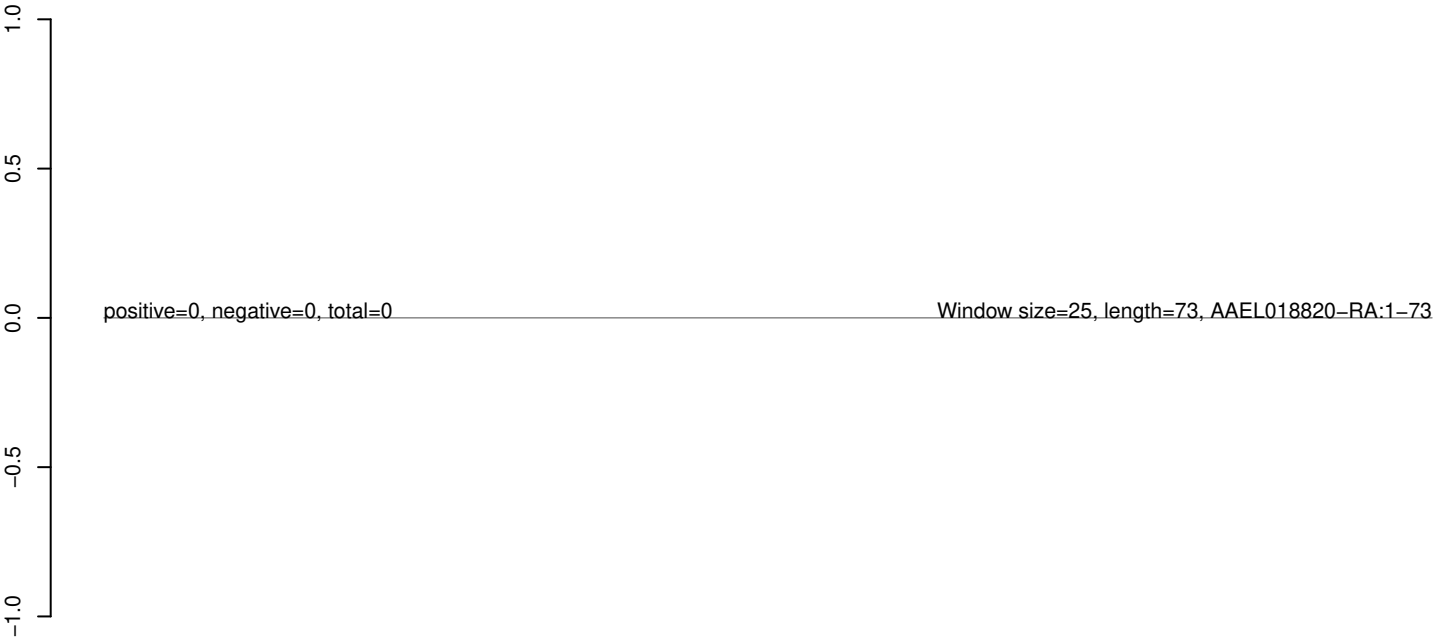 1.0
0.5
0.0
−0.5
−1.0
positive=0, negative=0, total=0
Window size=25, length=73, AAEL018820−RA:1−73